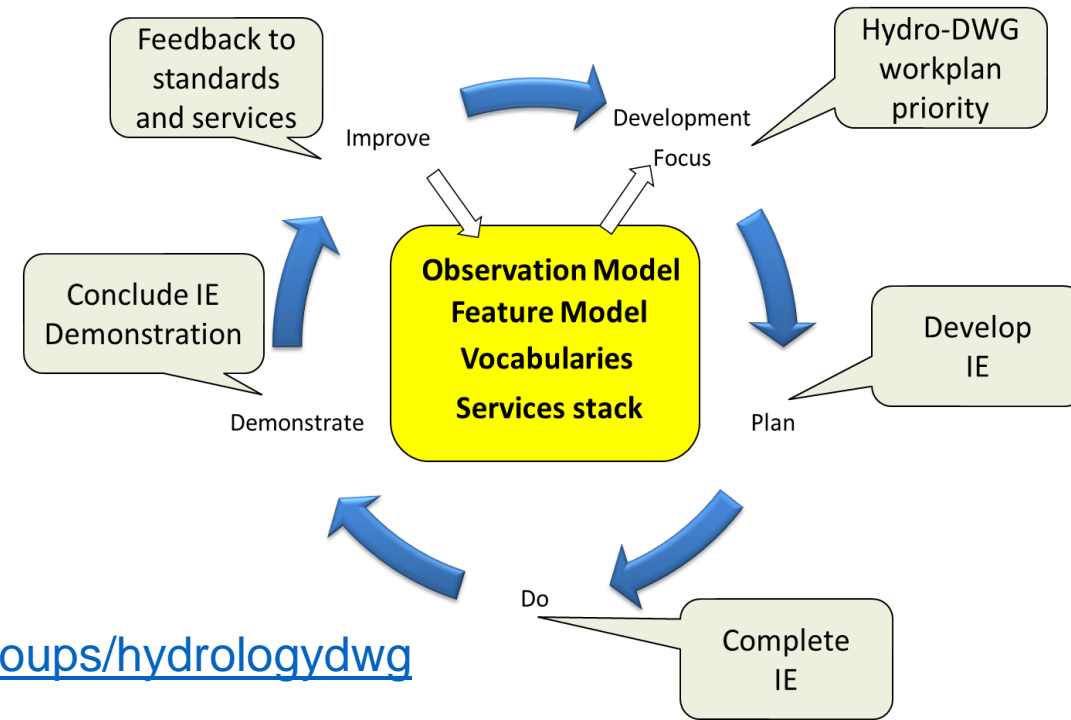 Feedback to
standards
and services
Hydro-DWG
workplan
priority
Improve
Development
Focus
Observation Model
Feature Model
Vocabularies
Services stack
Conclude IE
Demonstration
Develop
IE
Demonstrate
Plan
Do
Complete
IE
oups/hydrologydwg